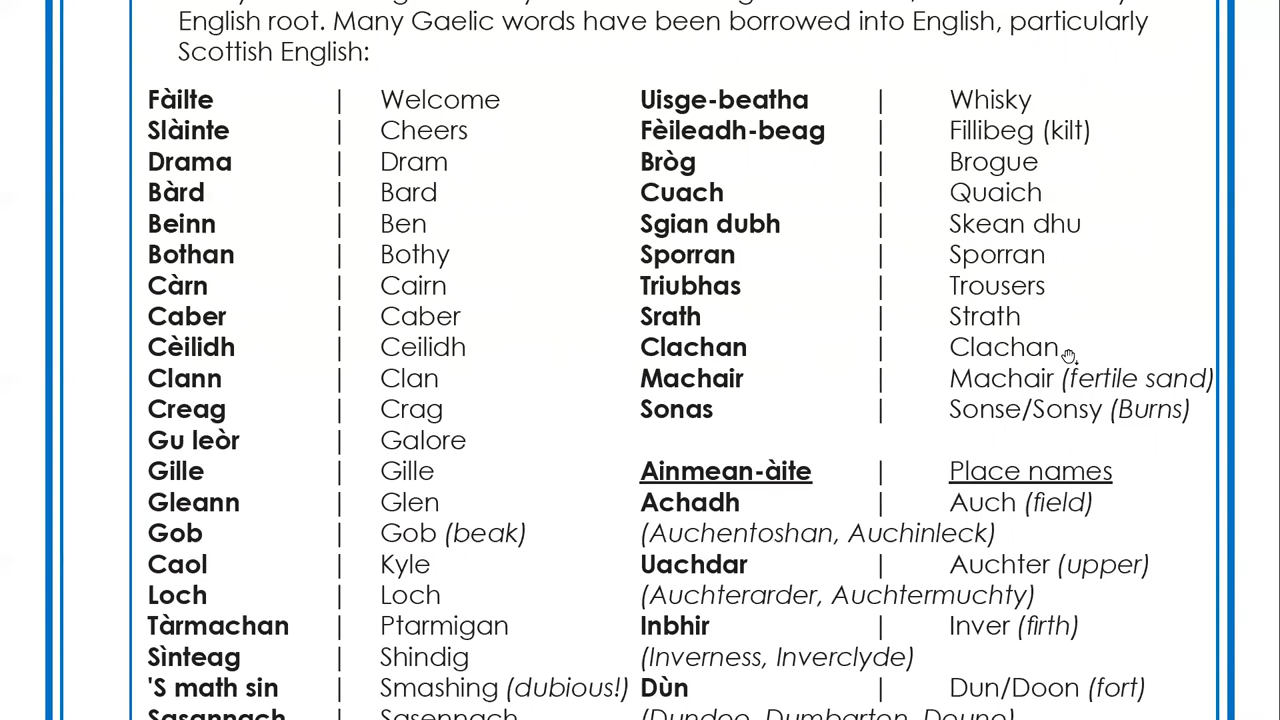 English root. Many Gaelic words have been borrowed into English, particularly
Scottish English:
Fàilte | Welcome Uisge-beatha | Whisky
Slàinte | Cheers Fèileadh-beag | Fillibeg (kilt)
Drama | Dram Bròg | Brogue
Bàrd | Bard Cuach | Quaich
Beinn | Ben Sgian dubh | Skean dhu
Bothan | Bothy Sporran | Sporran
Càrn | Cairn Triubhas | Trousers
Caber | Caber Srath | Strath
Cèilidh | Ceilidh Clachan | Clachan
Clann | Clan Machair | Machair (fertile sand)
Creag | Crag Sonas | Sonse/Sonsy (Burns)
Gu leòr | Galore
Gille | Gille Ainmean-àite | Place names
Gleann | Glen Achadh | Auch (field)
Gob | Gob (beak) (Auchentoshan, Auchinleck)
Caol | Kyle Uachdar | Auchter (upper)
Loch | Loch (Auchterarder, Auchtermuchty)
Tàrmachan | Ptarmigan Inbhir | Inver (firth)
Sìnteag | Shindig (Inverness, Inverclyde)
'S math sin | Smashing (dubious!) Dùn | Dun/Doon (fort)
Sasannach | Sasennach (Dundee, Dumbarton, Doune)